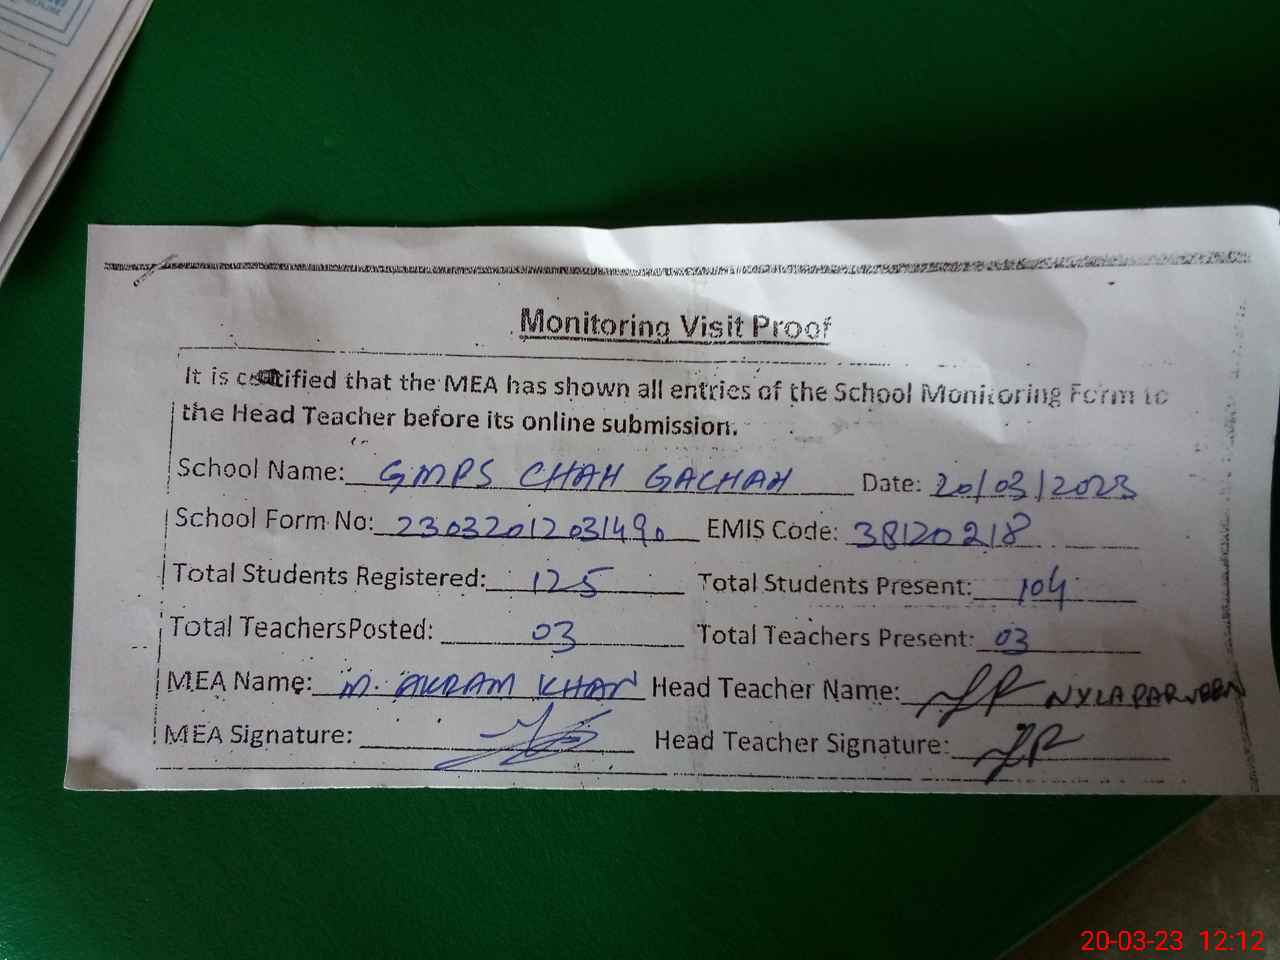 Monitoring Visit Proof
It is certified that the MEA has shown all entries of the School Monitoring Form to
the Head Teacher before its online submission.
School Name: GMPS CHAH GACHAH Date: 20/03/2023
School Form No: 23032012031490 EMIS Code: 38120218
Total Students Registered: 125 Total Students Present: 104
Total TeachersPosted: 03 Total Teachers Present: 03
MEA Name: M. AKRAM KHAN Head Teacher Name: NYLA PARVEEN
MEA Signature: Head Teacher Signature:
20-03-23 12:12